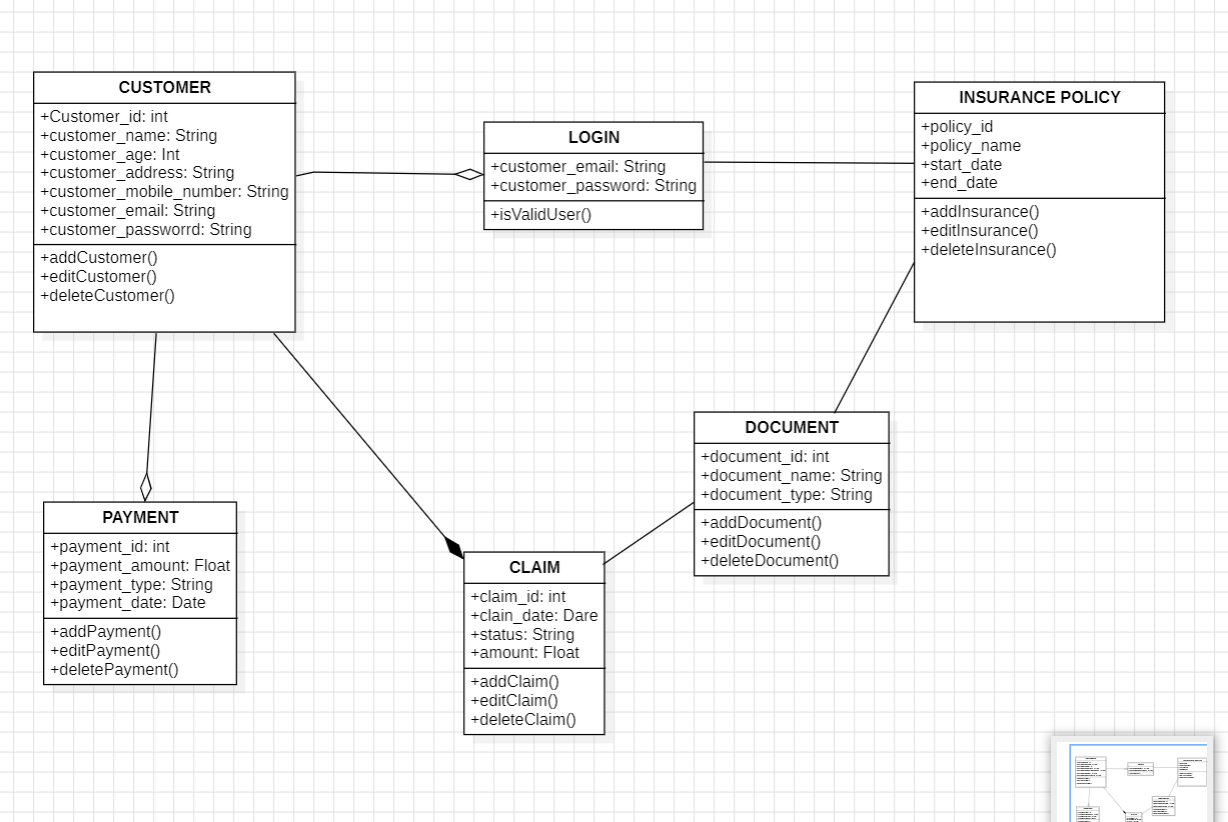 CUSTOMER
+Customer_id: int
+customer_name: String
+customer_age: Int
+customer_address: String
+customer_mobile_number: String
+customer_email: String
+customer_passworrd: String
+addCustomer()
+editCustomer()
+deleteCustomer()
LOGIN
+customer_email: String
+customer_password: String
+isValidUser()
INSURANCE POLICY
+policy_id
+policy_name
+start_date
+end_date
+addInsurance()
+editInsurance()
+deleteInsurance()
PAYMENT
+payment_id: int
+payment_amount: Float
+payment_type: String
+payment_date: Date
+addPayment()
+editPayment()
+deletePayment()
CLAIM
+claim_id: int
+clain_date: Dare
+status: String
+amount: Float
+addClaim()
+editClaim()
+deleteClaim()
DOCUMENT
+document_id: int
+document_name: String
+document_type: String
+addDocument()
+editDocument()
+deleteDocument()